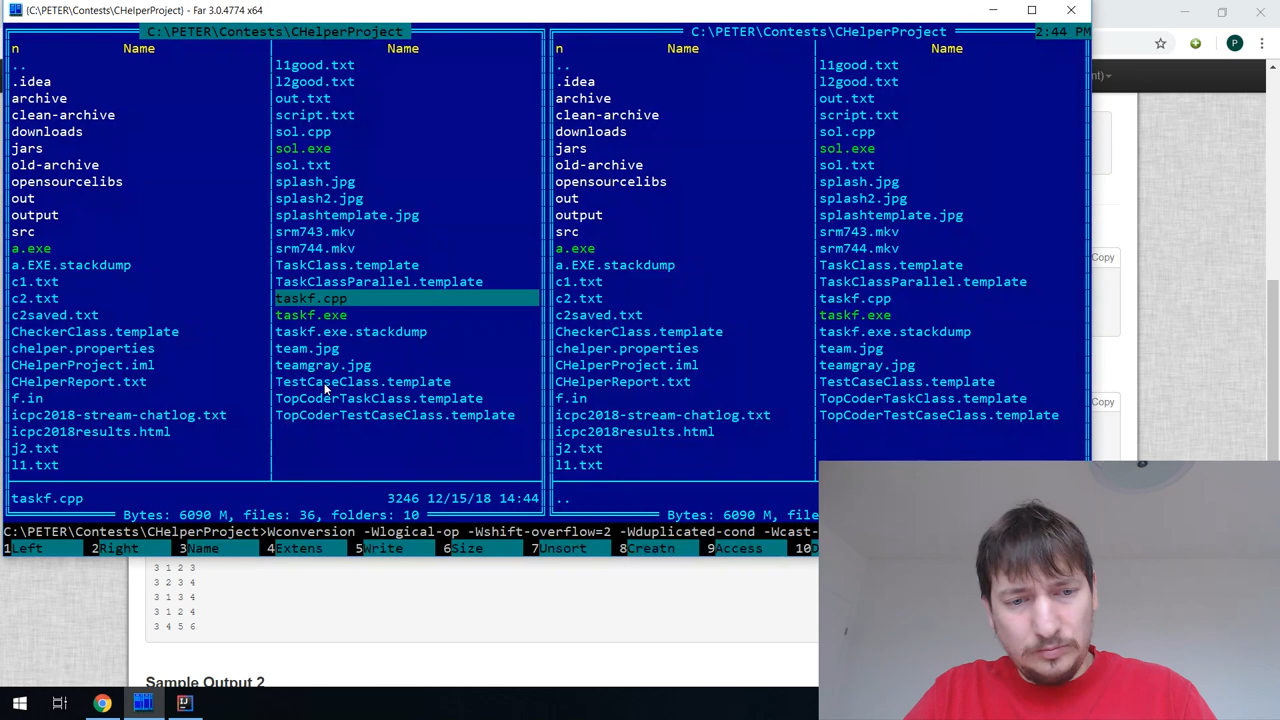 {C:\PETER\Contests\CHelperProject} - Far 3.0.4774 x64
C:\PETER\Contests\CHelperProject
n Name Name
..
.idea
archive
clean-archive
downloads
jars
old-archive
opensourcelibs
out
output
src
a.exe
a.EXE.stackdump
c1.txt
c2.txt
c2saved.txt
CheckerClass.template
chelper.properties
CHelperProject.iml
CHelperReport.txt
f.in
icpc2018-stream-chatlog.txt
icpc2018results.html
j2.txt
l1.txt
l1good.txt
l2good.txt
out.txt
script.txt
sol.cpp
sol.exe
sol.txt
splash.jpg
splash2.jpg
splashtemplate.jpg
srm743.mkv
srm744.mkv
TaskClass.template
TaskClassParallel.template
taskf.cpp
taskf.exe
taskf.exe.stackdump
team.jpg
teamgray.jpg
TestCaseClass.template
TopCoderTaskClass.template
TopCoderTestCaseClass.template
taskf.cpp 3246 12/15/18 14:44
Bytes: 6090 M, files: 36, folders: 10
C:\PETER\Contests\CHelperProject 2:44 PM
n Name Name
..
.idea
archive
clean-archive
downloads
jars
old-archive
opensourcelibs
out
output
src
a.exe
a.EXE.stackdump
c1.txt
c2.txt
c2saved.txt
CheckerClass.template
chelper.properties
CHelperProject.iml
CHelperReport.txt
f.in
icpc2018-stream-chatlog.txt
icpc2018results.html
j2.txt
l1.txt
l1good.txt
l2good.txt
out.txt
script.txt
sol.cpp
sol.exe
sol.txt
splash.jpg
splash2.jpg
splashtemplate.jpg
srm743.mkv
srm744.mkv
TaskClass.template
TaskClassParallel.template
taskf.cpp
taskf.exe
taskf.exe.stackdump
team.jpg
teamgray.jpg
TestCaseClass.template
TopCoderTaskClass.template
TopCoderTestCaseClass.template
..
Bytes: 6090 M, file
C:\PETER\Contests\CHelperProject>Wconversion -Wlogical-op -Wshift-overflow=2 -Wduplicated-cond -Wcast-
1Left 2Right 3Name 4Extens 5Write 6Size 7Unsort 8Creatn 9Access 10D
P
nt)
Copy
Copy
3 1 2 3
3 2 3 4
3 1 3 4
3 1 2 4
3 4 5 6
Sample Output 2